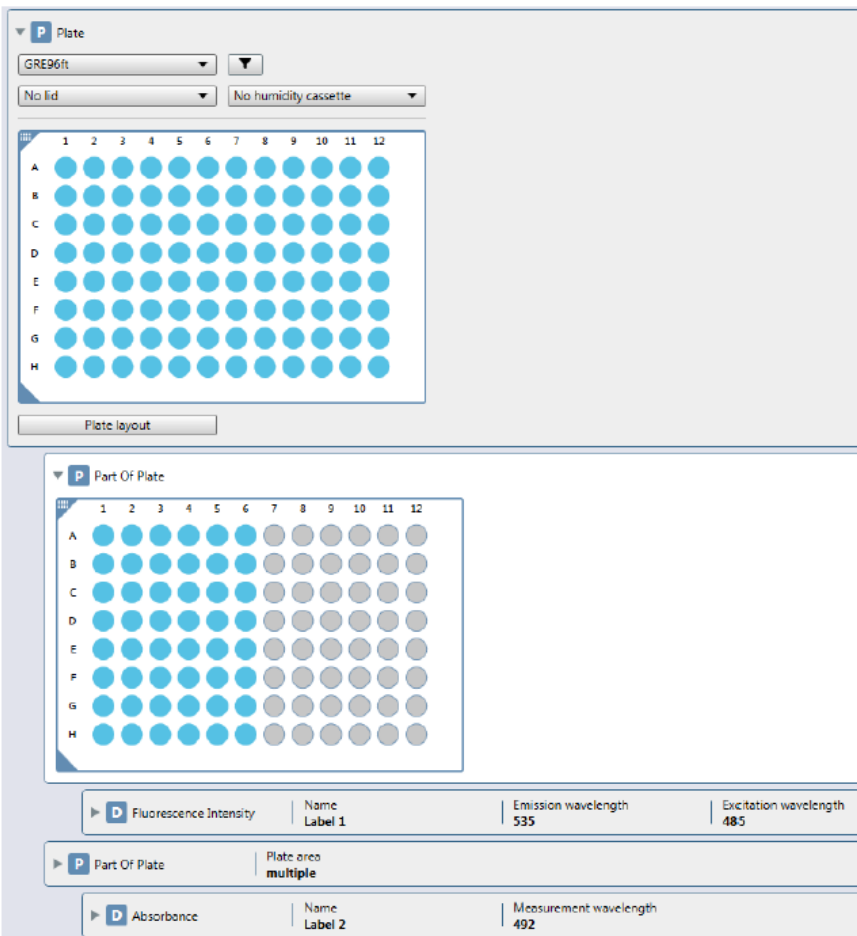 P Plate
GRE96ft
No lid No humidity cassette
1 2 3 4 5 6 7 8 9 10 11 12
A
B
C
D
E
F
G
H
Plate layout
P Part Of Plate
1 2 3 4 5 6 7 8 9 10 11 12
A
B
C
D
E
F
G
H
D Fluorescence Intensity Name Emission wavelength Excitation wavelength
Label 1 535 485
P Part Of Plate Plate area
multiple
D Absorbance Name Measurement wavelength
Label 2 492